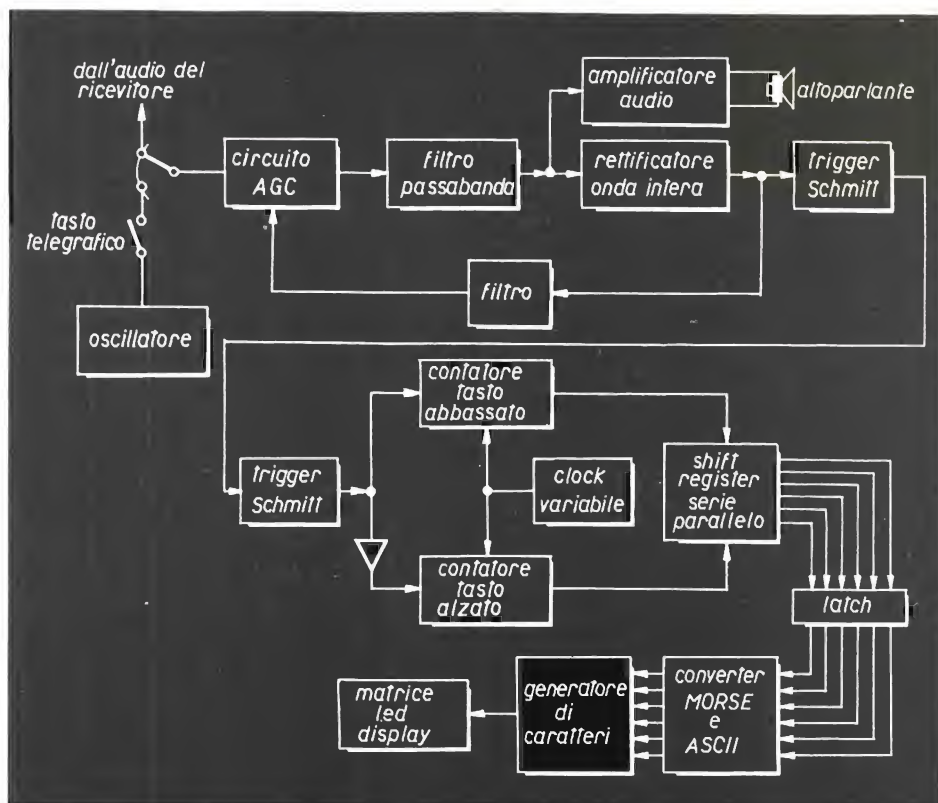 dall'audio del
ricevitore
tasto
telegrafico
oscillatore
circuito
AGC
filtro
passabanda
amplificatore
audio
altoparlante
rettificatore
onda intera
trigger
Schmitt
filtro
trigger
Schmitt
contatore
tasto
abbassato
clock
variabile
contatore
tasto
alzato
shift
register
serie
parallelo
latch
converter
MORSE
e
ASCII
generatore
di
caratteri
matrice
led
display